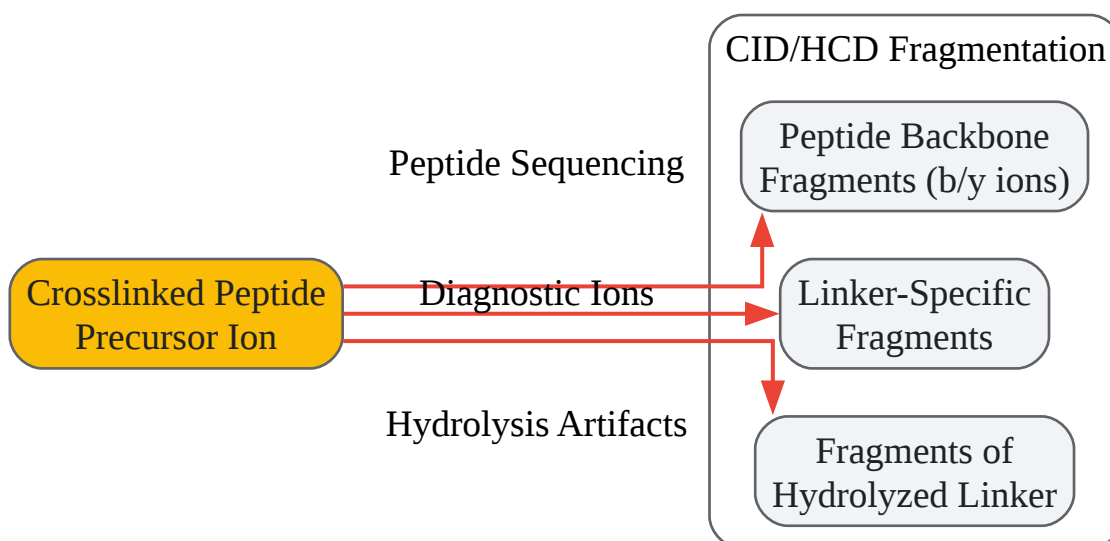 CID/HCD Fragmentation
Peptide Backbone
Fragments (b/y ions)
Peptide Sequencing
Crosslinked Peptide
Precursor Ion
Diagnostic Ions
Linker-Specific
Fragments
Hydrolysis Artifacts
Fragments of
Hydrolyzed Linker